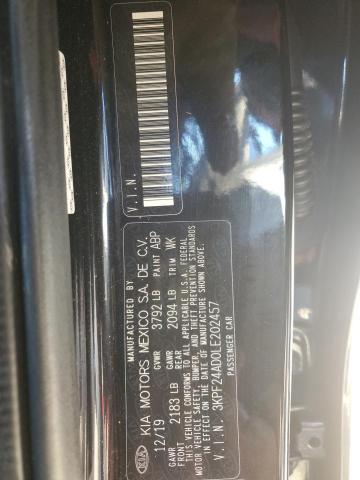 V.I.N.
MANUFACTURED BY
KIA KIA MOTORS MEXICO S.A. DE C.V.
12/19 GVWR 3792 LB PAINT ABP
GAWR FRONT 2183 LB GAWR REAR 2094 LB TRIM WK
THIS VEHICLE CONFORMS TO ALL APPLICABLE U.S.A. FEDERAL
MOTOR VEHICLE SAFETY, BUMPER, AND THEFT PREVENTION STANDARDS
IN EFFECT ON THE DATE OF MANUFACTURE SHOWN ABOVE.
V.I.N. 3KPF24AD0LE202457
PASSENGER CAR